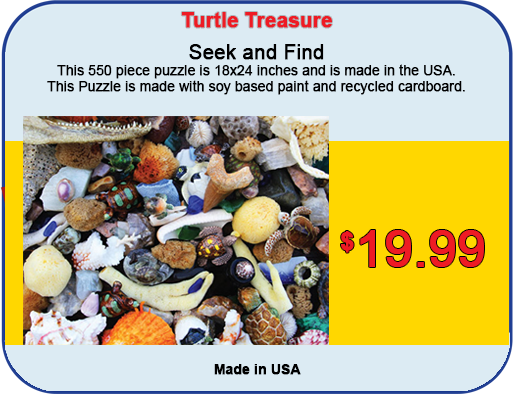 Turtle Treasure
Seek and Find
This 550 piece puzzle is 18x24 inches and is made in the USA.
This Puzzle is made with soy based paint and recycled cardboard.
$19.99
Made in USA